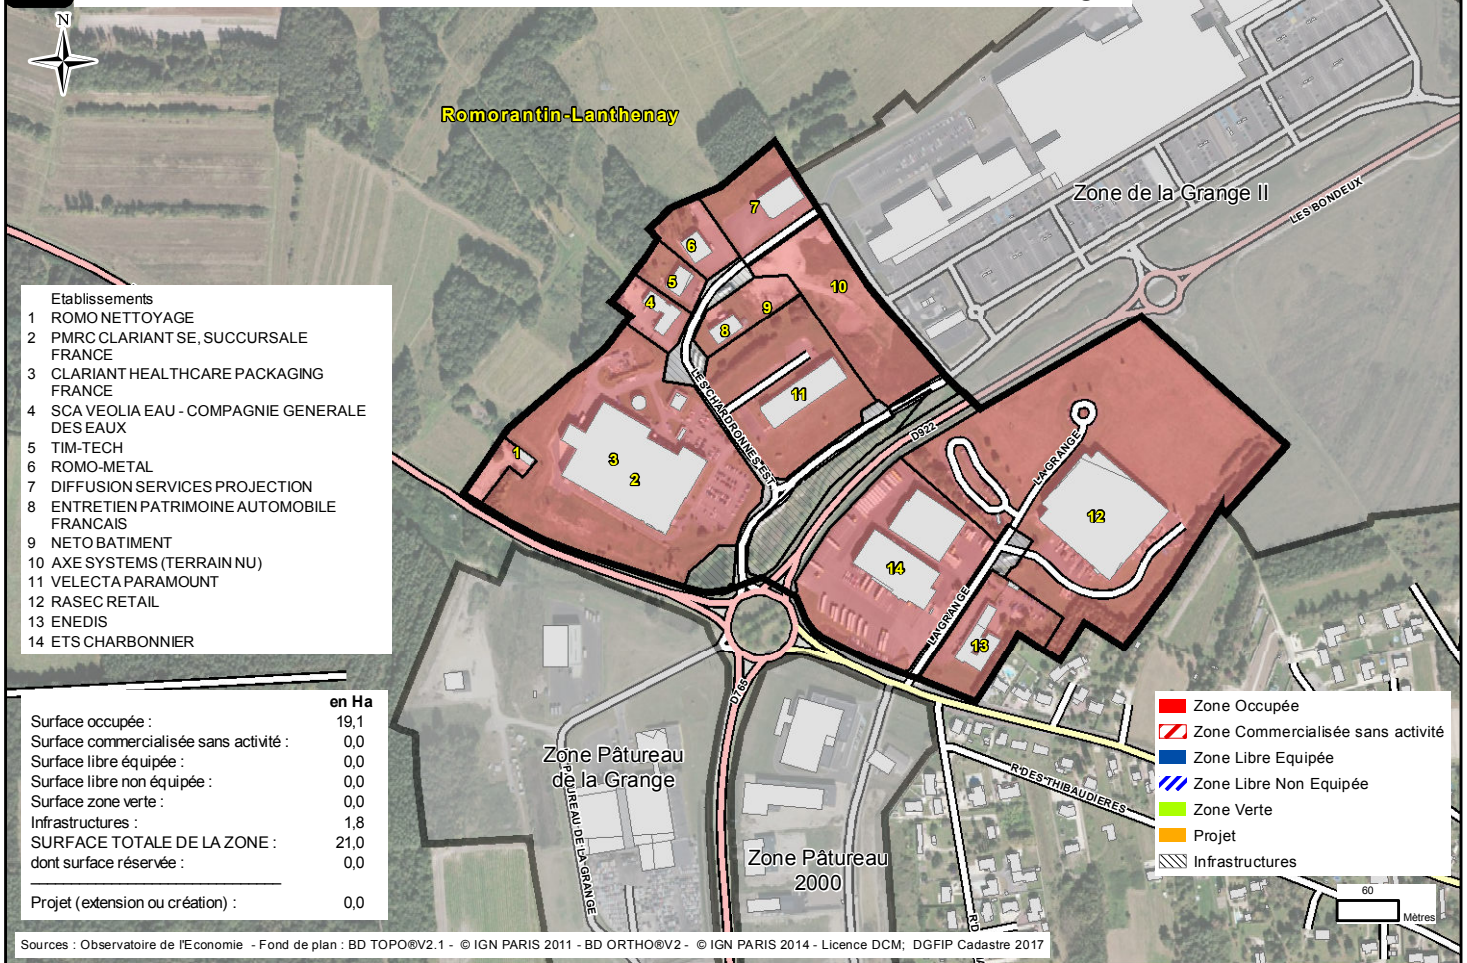 N
Romorantin-Lanthenay
Zone de la Grange II
LES BONDEUX
7
6
5
4
10
9
8
11
LES CHARDRONNES EST
D922
LA GRANGE
1
3
2
12
14
LA GRANGE
13
D765
Zone Pâtureau
de la Grange
PATUREAU-DE-LA-GRANGE
Zone Pâtureau
2000
R DES THIBAUDIERES
Etablissements
1 ROMO NETTOYAGE
2 PMRC CLARIANT SE, SUCCURSALE
FRANCE
3 CLARIANT HEALTHCARE PACKAGING
FRANCE
4 SCA VEOLIA EAU - COMPAGNIE GENERALE
DES EAUX
5 TIM-TECH
6 ROMO-METAL
7 DIFFUSION SERVICES PROJECTION
8 ENTRETIEN PATRIMOINE AUTOMOBILE
FRANCAIS
9 NETO BATIMENT
10 AXE SYSTEMS (TERRAIN NU)
11 VELECTA PARAMOUNT
12 RASEC RETAIL
13 ENEDIS
14 ETS CHARBONNIER
en Ha
Surface occupée : 19,1
Surface commercialisée sans activité : 0,0
Surface libre équipée : 0,0
Surface libre non équipée : 0,0
Surface zone verte : 0,0
Infrastructures : 1,8
SURFACE TOTALE DE LA ZONE : 21,0
dont surface réservée : 0,0
Projet (extension ou création) : 0,0
Zone Occupée
Zone Commercialisée sans activité
Zone Libre Equipée
Zone Libre Non Equipée
Zone Verte
Projet
Infrastructures
60
Mètres
Sources : Observatoire de l'Economie - Fond de plan : BD TOPO®V2.1 - © IGN PARIS 2011 - BD ORTHO®V2 - © IGN PARIS 2014 - Licence DCM; DGFIP Cadastre 2017